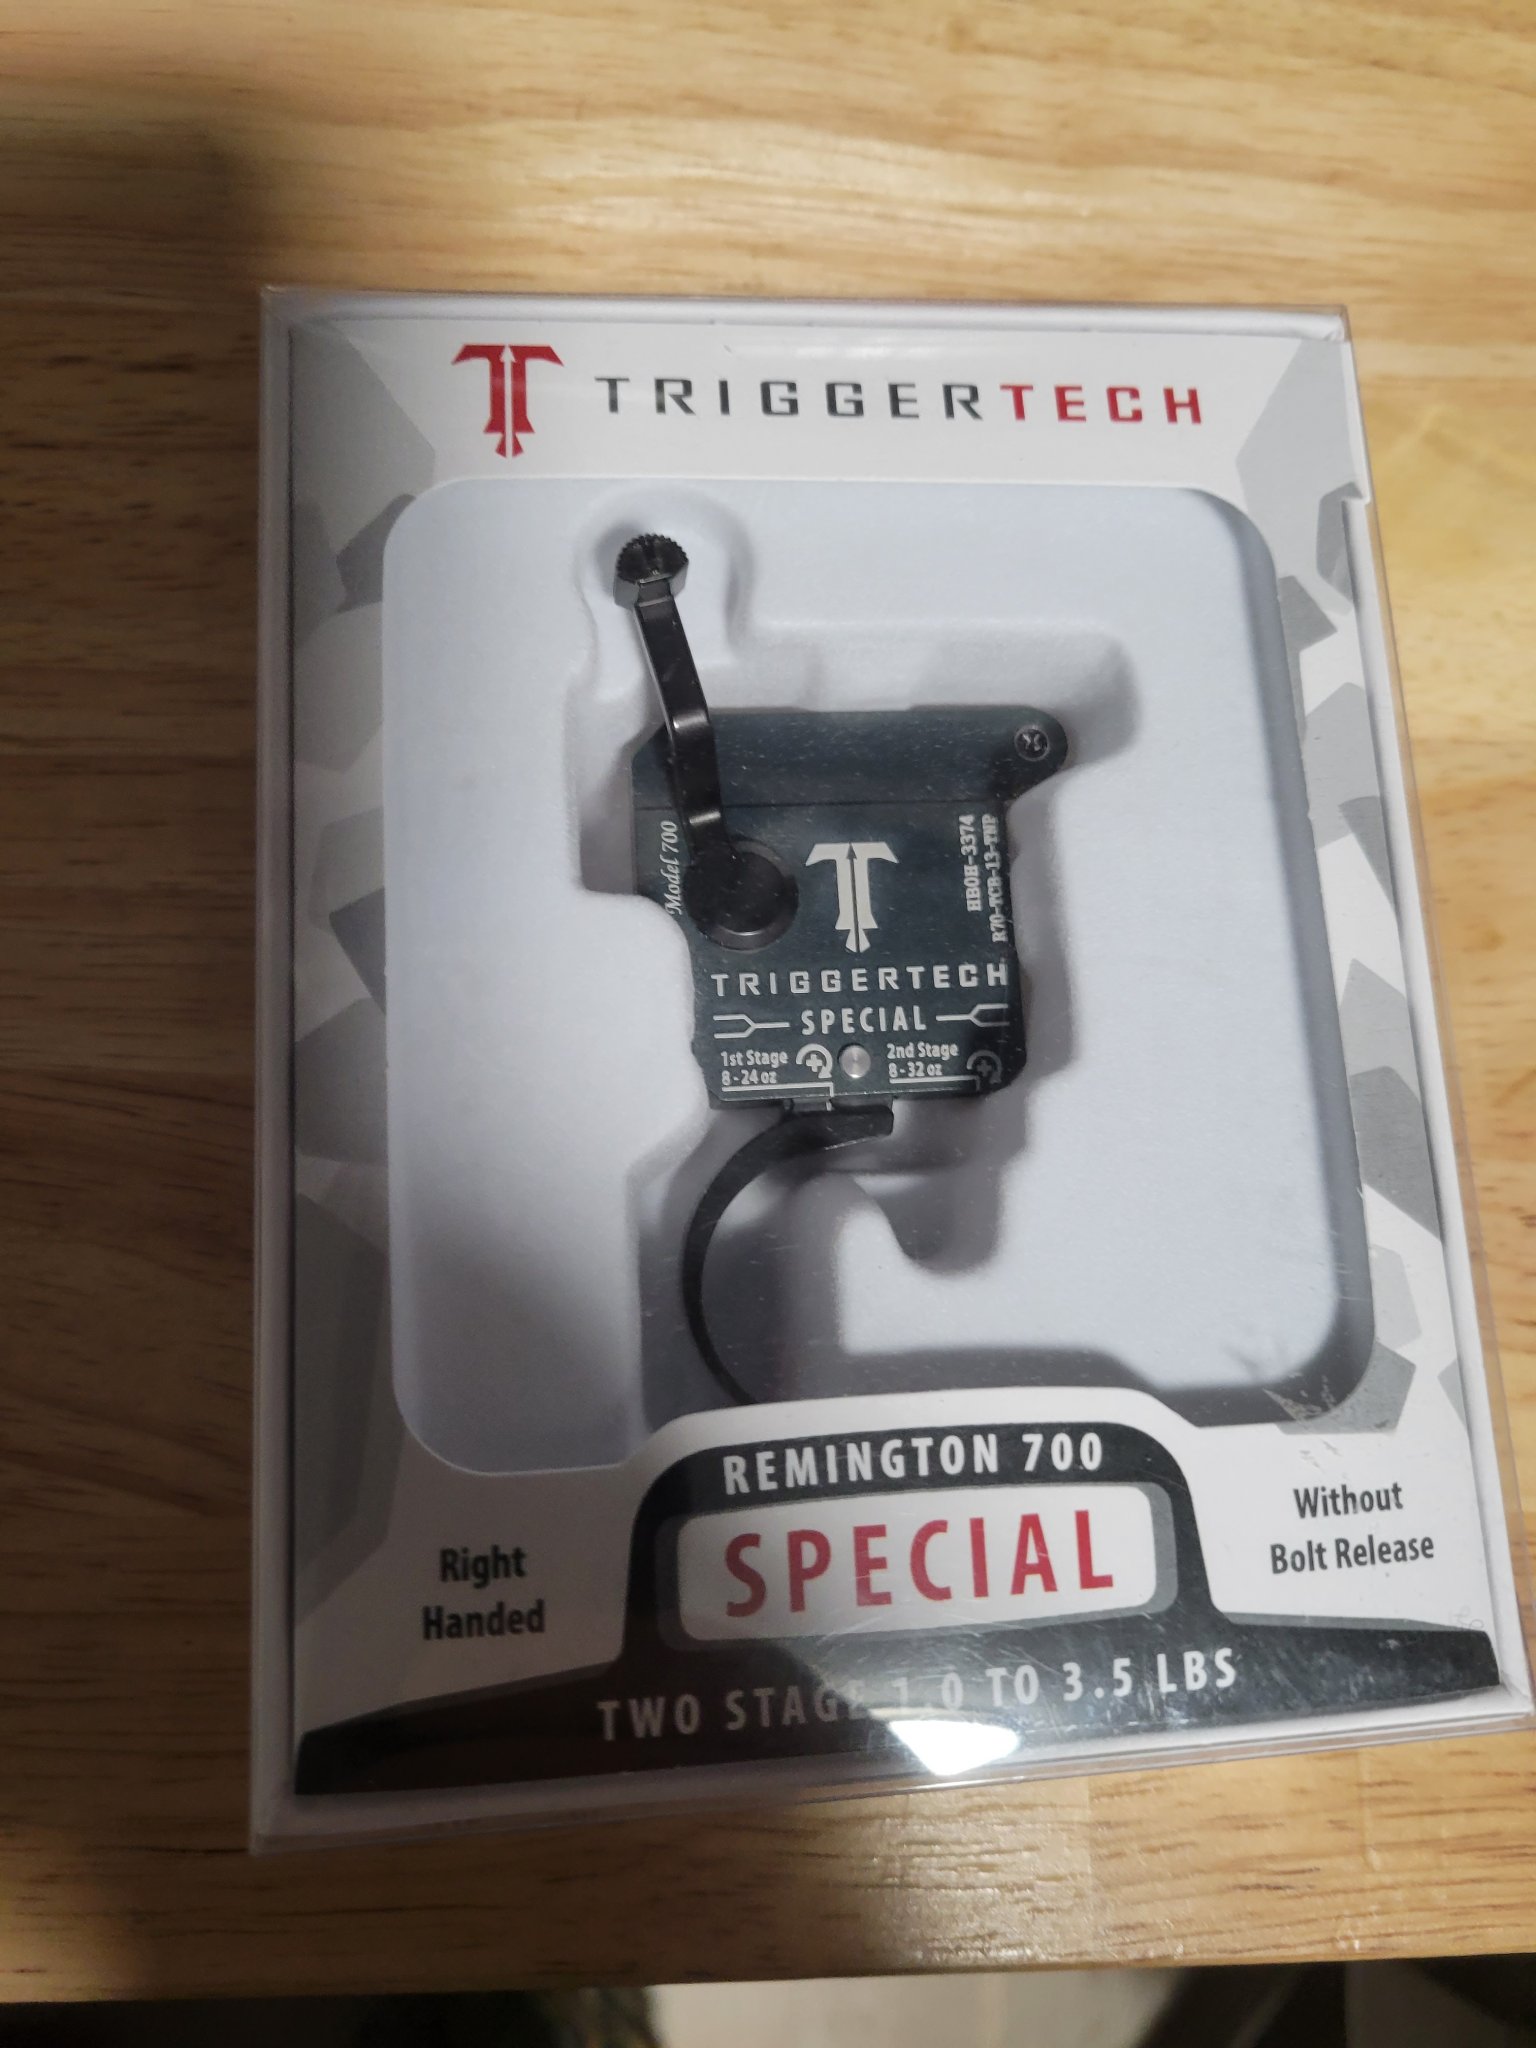 TRIGGERTECH
Model 700
HBOH-3374
R70-TCB-13-TNP
TRIGGERTECH
SPECIAL
1st Stage
8-24 oz
2nd Stage
8-32 oz
REMINGTON 700
SPECIAL
TWO STAGE 1.0 TO 3.5 LBS
Right
Handed
Without
Bolt Release